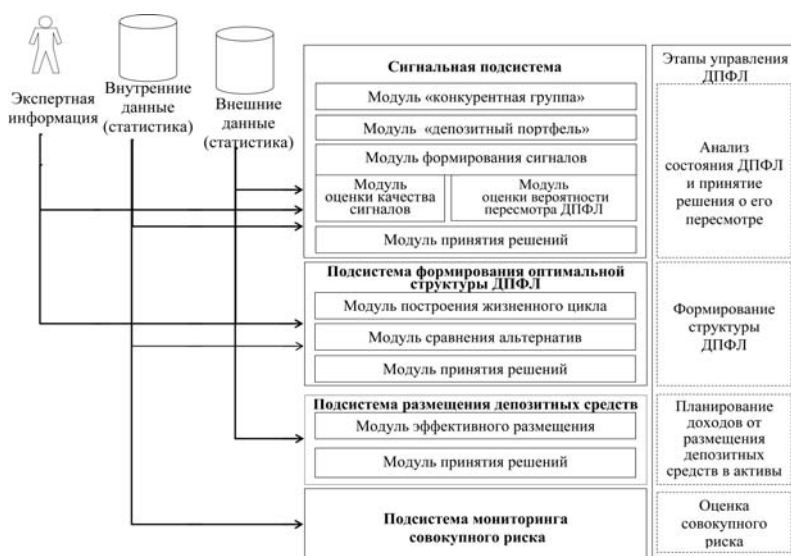 Экспертная
информация
Внутренние
данные
(статистика)
Внешние
данные
(статистика)
Сигнальная подсистема
Модуль «конкурентная группа»
Модуль «депозитный портфель»
Модуль формирования сигналов
Модуль
оценки качества
сигналов
Модуль
оценки вероятности
пересмотра ДПФЛ
Модуль принятия решений
Подсистема формирования оптимальной
структуры ДПФЛ
Модуль построения жизненного цикла
Модуль сравнения альтернатив
Модуль принятия решений
Подсистема размещения депозитных средств
Модуль эффективного размещения
Модуль принятия решений
Подсистема мониторинга
совокупного риска
Этапы управления
ДПФЛ
Анализ
состояния ДПФЛ
и принятие
решения о его
пересмотре
Формирование
структуры
ДПФЛ
Планирование
доходов от
размещения
депозитных
средств в активы
Оценка
совокупного
риска